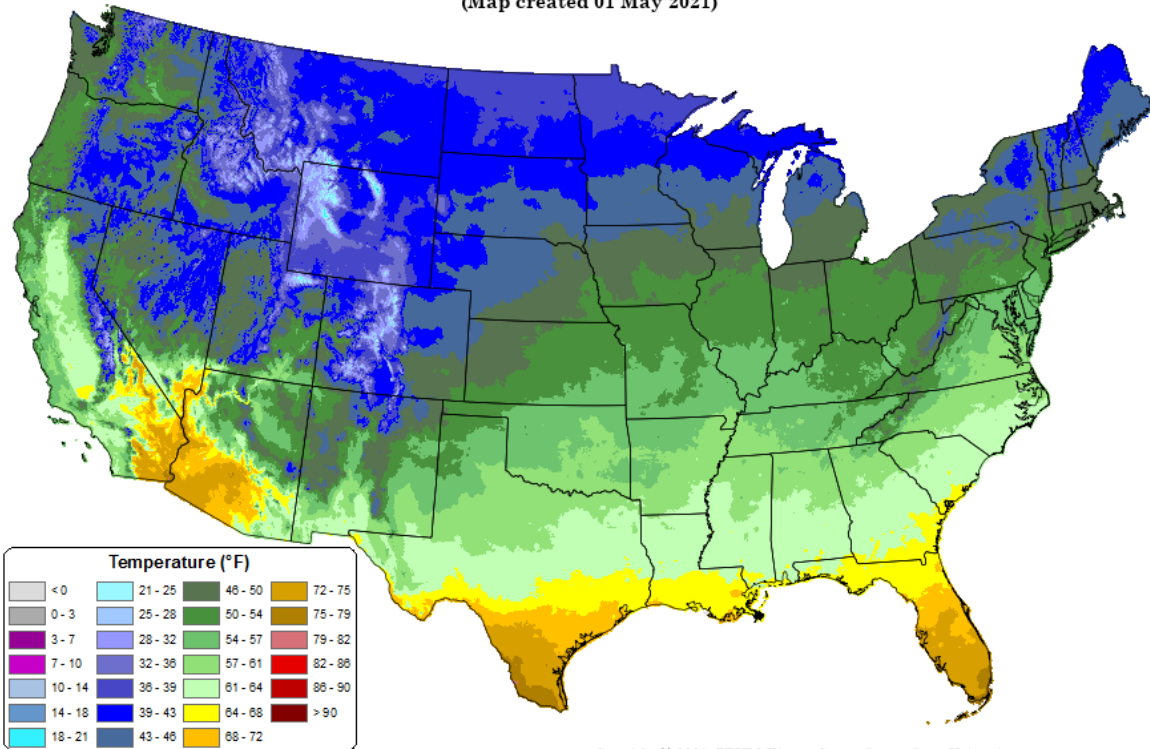 (Map created 01 May 2021)
Temperature (°F)
< 0
0 - 3
3 - 7
7 - 10
10 - 14
14 - 18
18 - 21
21 - 25
25 - 28
28 - 32
32 - 36
36 - 39
39 - 43
43 - 46
46 - 50
50 - 54
54 - 57
57 - 61
61 - 64
64 - 68
68 - 72
72 - 75
75 - 79
79 - 82
82 - 86
86 - 90
> 90